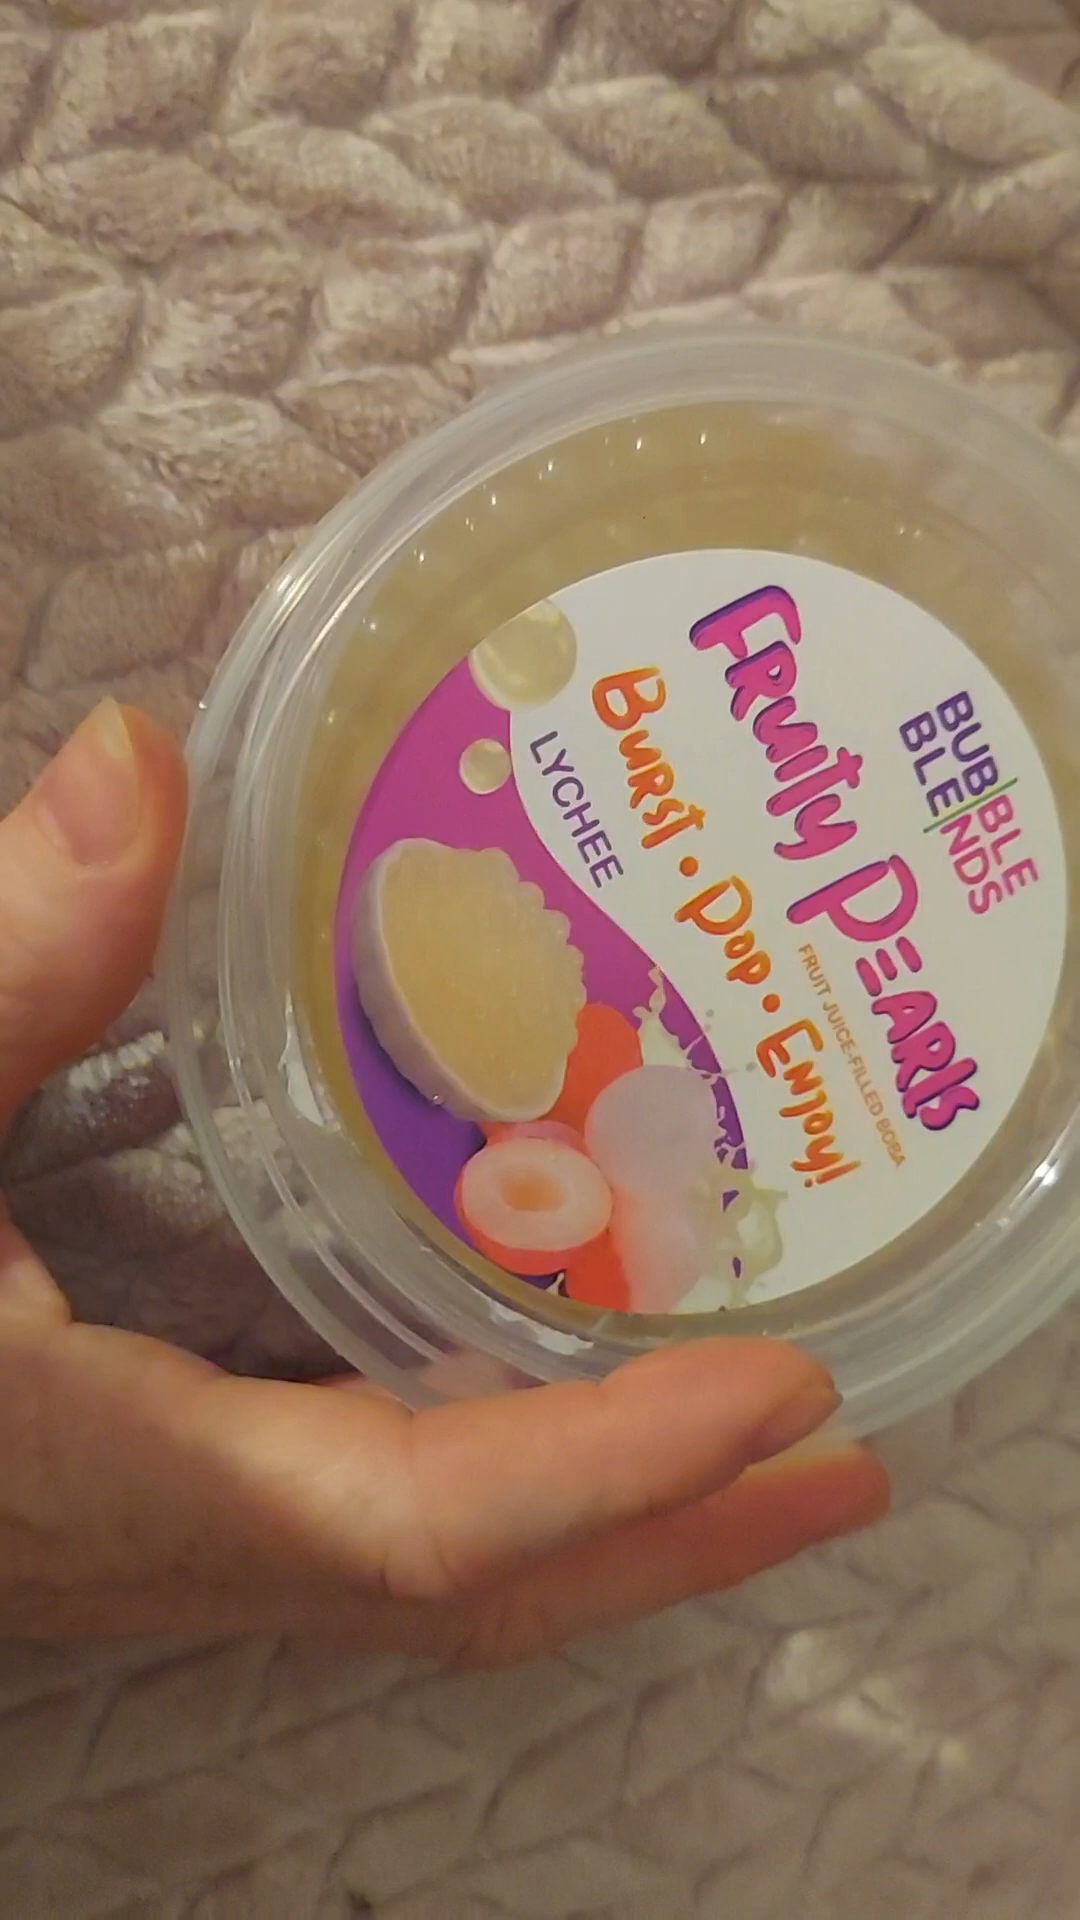 BUBBLE
BLENDS
FRUITY PEARLS
FRUIT JUICE-FILLED BOBA
BURST • POP • ENJOY!
LYCHEE